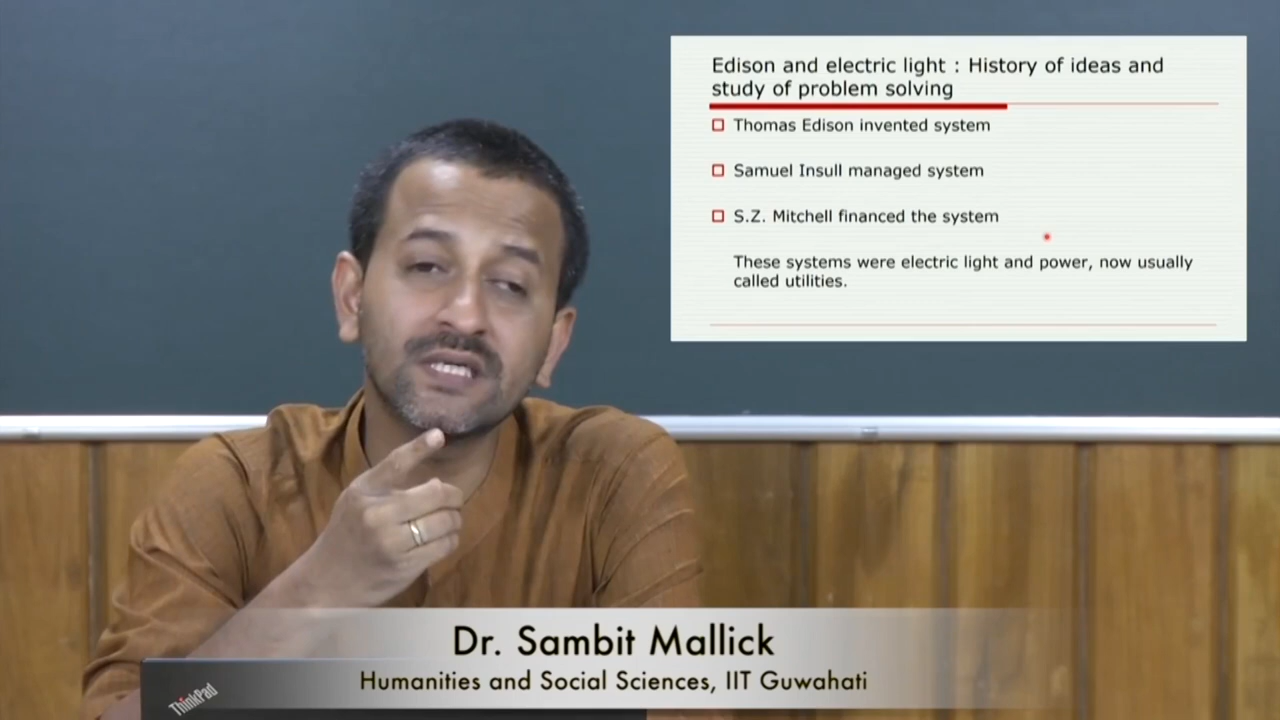 Edison and electric light : History of ideas and
study of problem solving
Thomas Edison invented system
Samuel Insull managed system
S.Z. Mitchell financed the system
These systems were electric light and power, now usually
called utilities.
Dr. Sambit Mallick
Humanities and Social Sciences, IIT Guwahati
ThinkPad